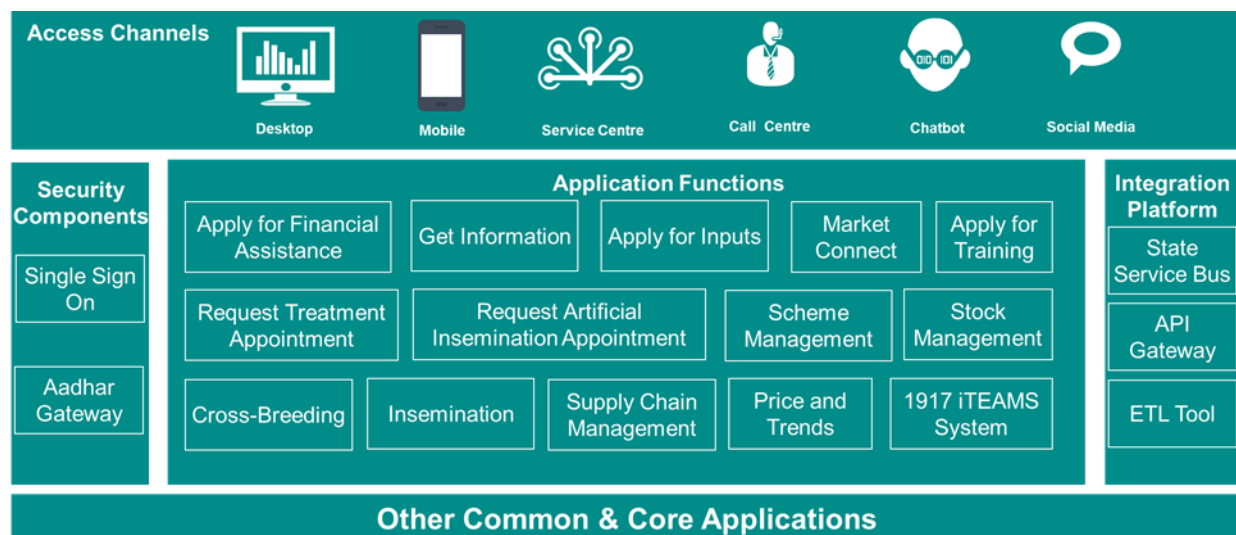 Access Channels
Desktop
Mobile
Service Centre
Call Centre
010 101
Chatbot
Social Media
Security
Components
Single Sign
On
Aadhar
Gateway
Application Functions
Apply for Financial
Assistance
Get Information
Apply for Inputs
Market
Connect
Apply for
Training
Request Treatment
Appointment
Request Artificial
Insemination Appointment
Scheme
Management
Stock
Management
Cross-Breeding
Insemination
Supply Chain
Management
Price and
Trends
1917 iTEAMS
System
Integration
Platform
State
Service Bus
API
Gateway
ETL Tool
Other Common & Core Applications